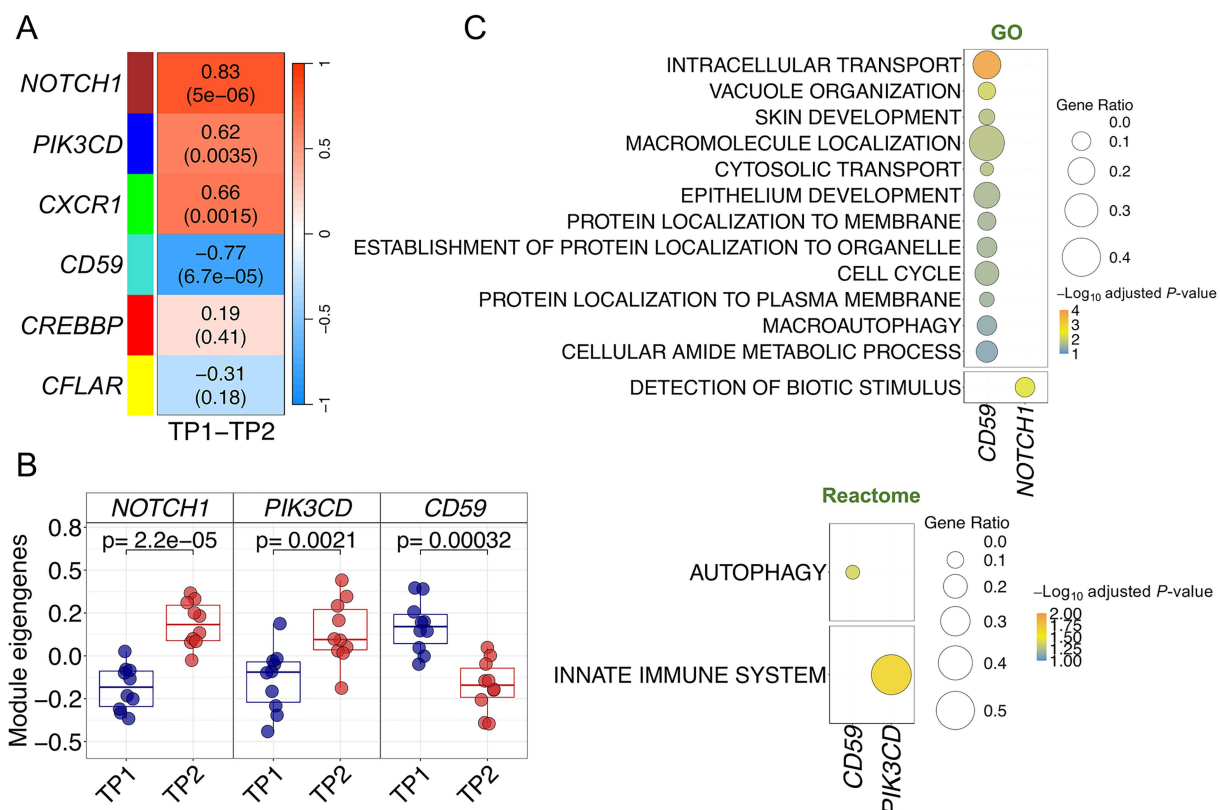 A
NOTCH1
0.83
(5e-06)
PIK3CD
0.62
(0.0035)
CXCR1
0.66
(0.0015)
CD59
−0.77
(6.7e-05)
CREBBP
0.19
(0.41)
CFLAR
−0.31
(0.18)
TP1−TP2
1
0.5
0
−0.5
−1
B
NOTCH1 PIK3CD CD59
p= 2.2e−05 p= 0.0021 p= 0.00032
Module eigengenes
0.8
0.5
0.2
0.0
−0.2
−0.5
TP1 TP2 TP1 TP2 TP1 TP2
C
GO
INTRACELLULAR TRANSPORT
VACUOLE ORGANIZATION
SKIN DEVELOPMENT
MACROMOLECULE LOCALIZATION
CYTOSOLIC TRANSPORT
EPITHELIUM DEVELOPMENT
PROTEIN LOCALIZATION TO MEMBRANE
ESTABLISHMENT OF PROTEIN LOCALIZATION TO ORGANELLE
CELL CYCLE
PROTEIN LOCALIZATION TO PLASMA MEMBRANE
MACROAUTOPHAGY
CELLULAR AMIDE METABOLIC PROCESS
DETECTION OF BIOTIC STIMULUS
CD59
NOTCH1
Gene Ratio
0.0
0.1
0.2
0.3
0.4
−Log10 adjusted P-value
4
3
2
1
Reactome
AUTOPHAGY
INNATE IMMUNE SYSTEM
CD59
PIK3CD
Gene Ratio
0.0
0.1
0.2
0.3
0.4
0.5
−Log10 adjusted P-value
2.00
1.75
1.50
1.25
1.00